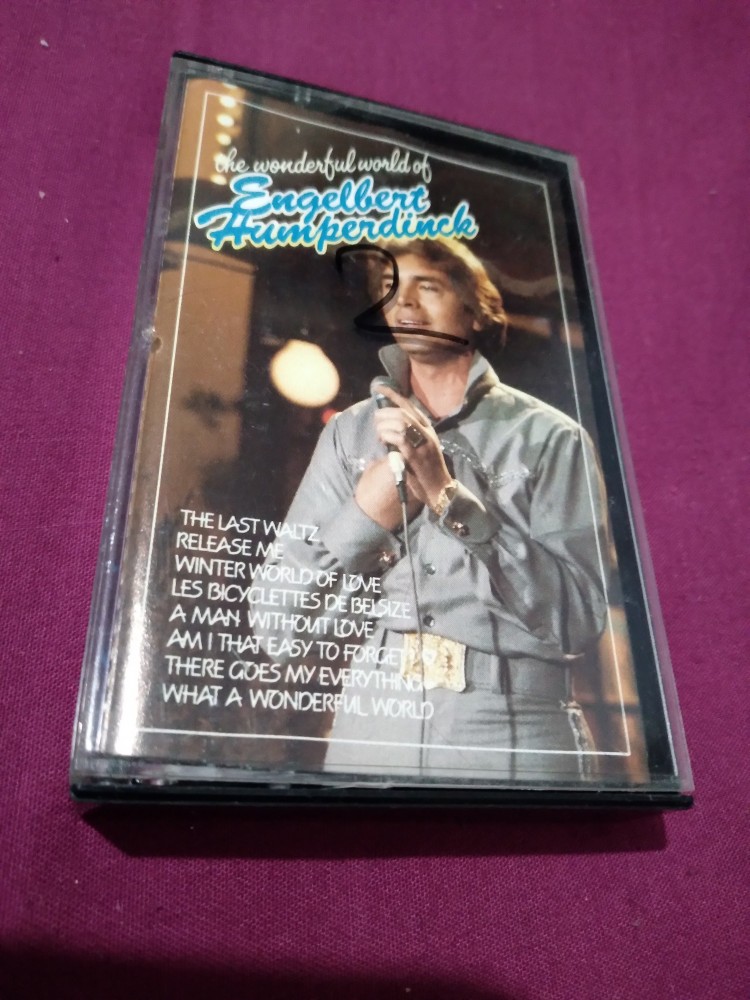 the wonderful world of
Engelbert
Humperdinck
2
THE LAST WALTZ
RELEASE ME
WINTER WORLD OF LOVE
LES BICYCLETTES DE BELSIZE
A MAN WITHOUT LOVE
AM I THAT EASY TO FORGET
THERE GOES MY EVERYTHING
WHAT A WONDERFUL WORLD